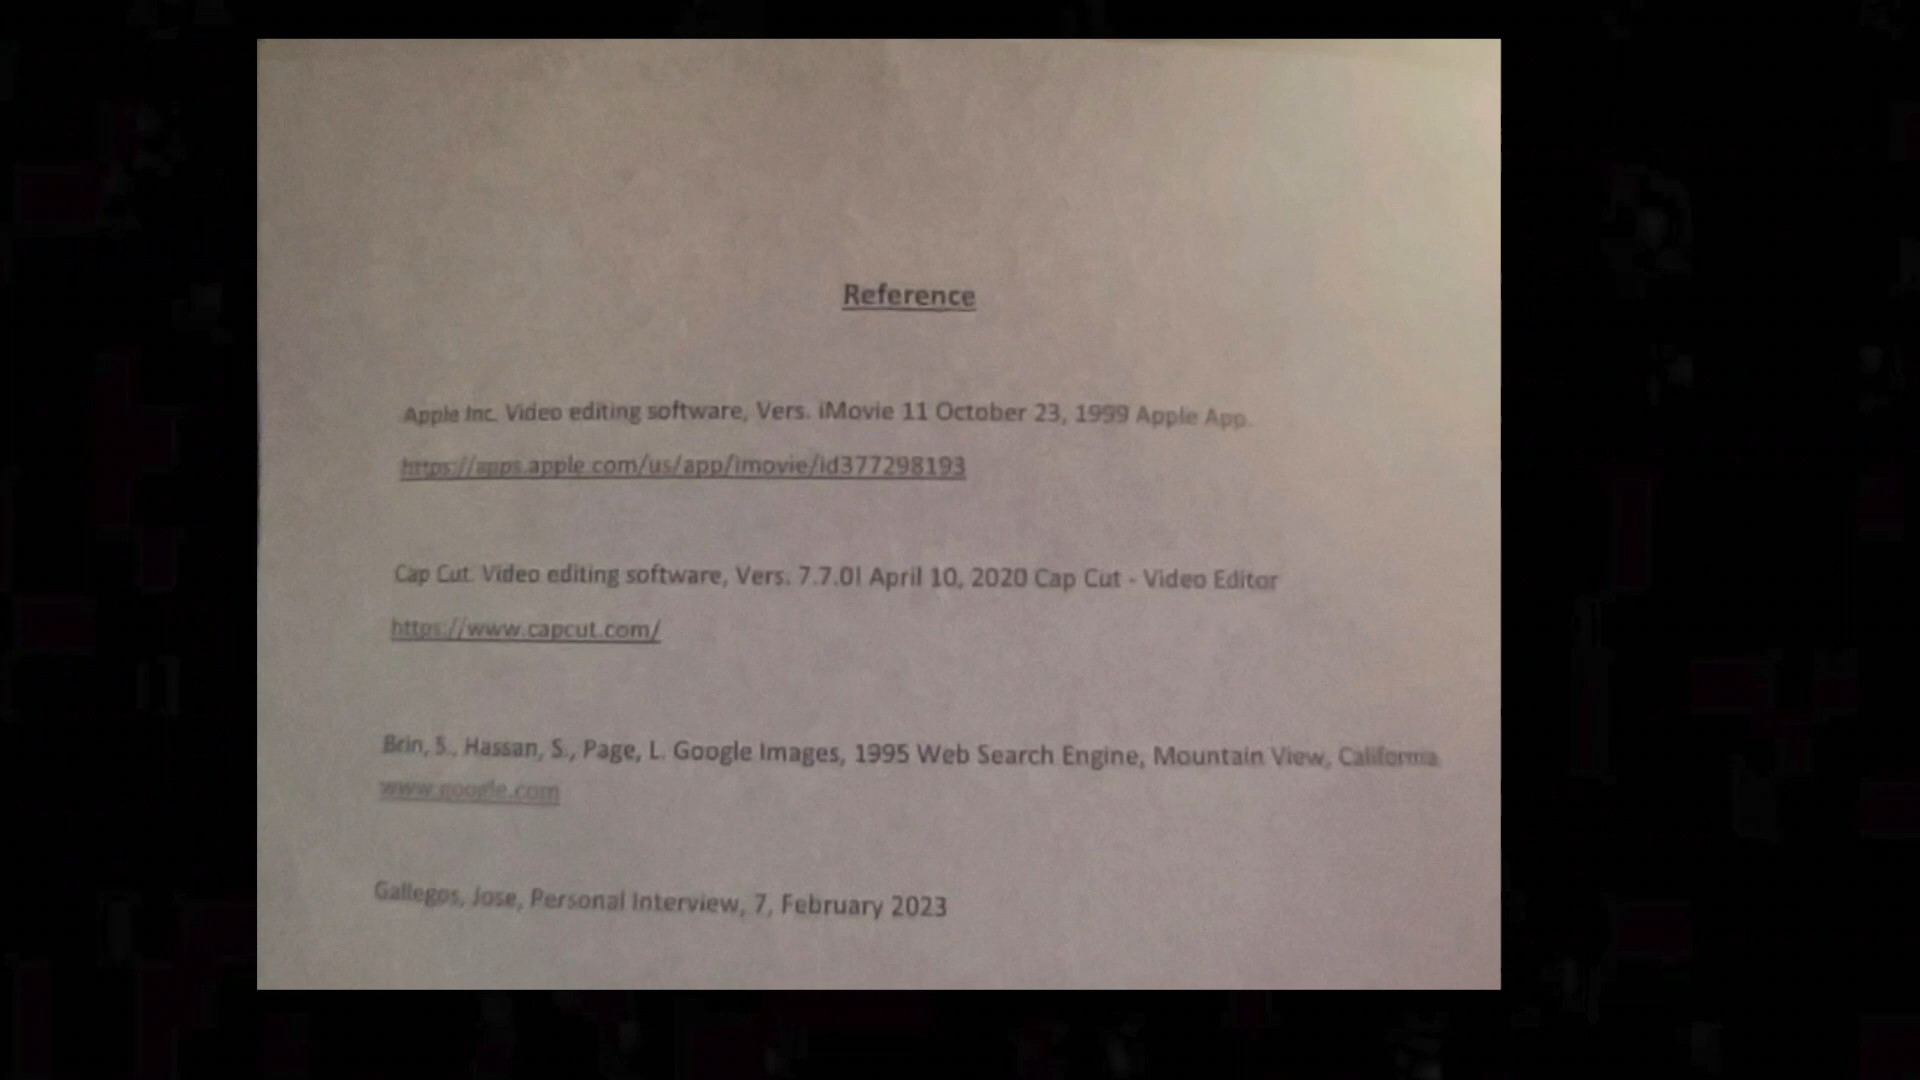 Reference
Apple Inc. Video editing software, Vers. iMovie 11 October 23, 1999 Apple App.
https://apps.apple.com/us/app/imovie/id377298193
Cap Cut. Video editing software, Vers. 7.7.0! April 10, 2020 Cap Cut - Video Editor
https://www.capcut.com/
Brin, S., Hassan, S., Page, L. Google Images, 1995 Web Search Engine, Mountain View, California
www.google.com
Gallegos, Jose, Personal Interview, 7, February 2023